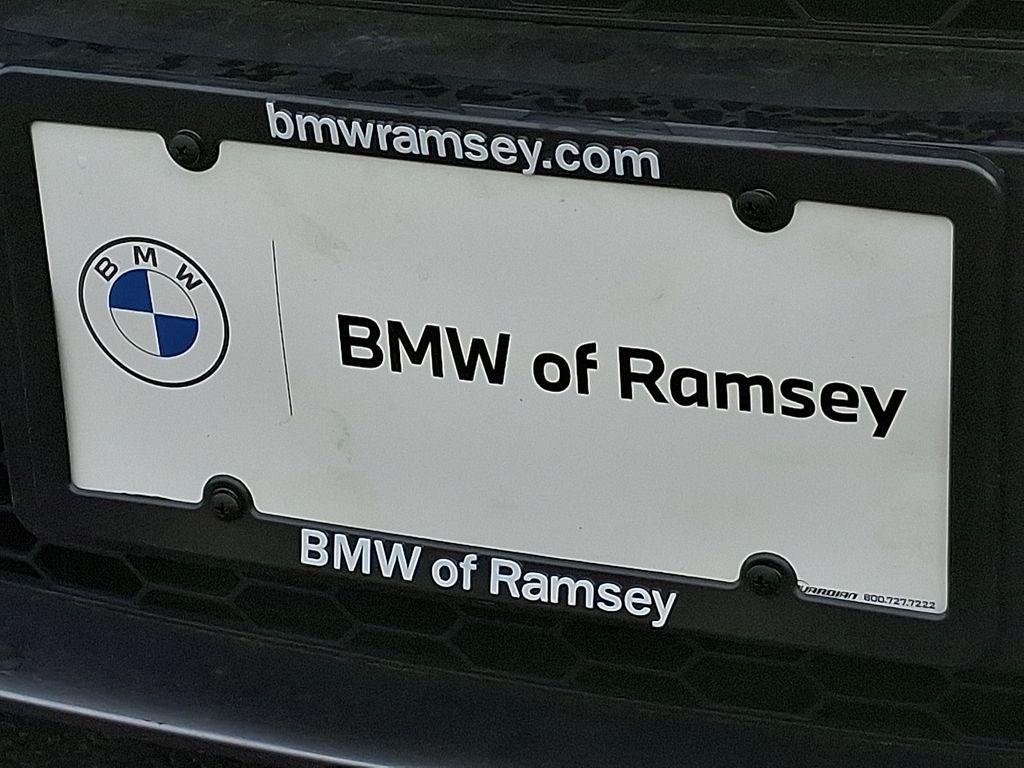 bmwramsey.com
BMW
BMW of Ramsey
BMW of Ramsey
800.727.7222